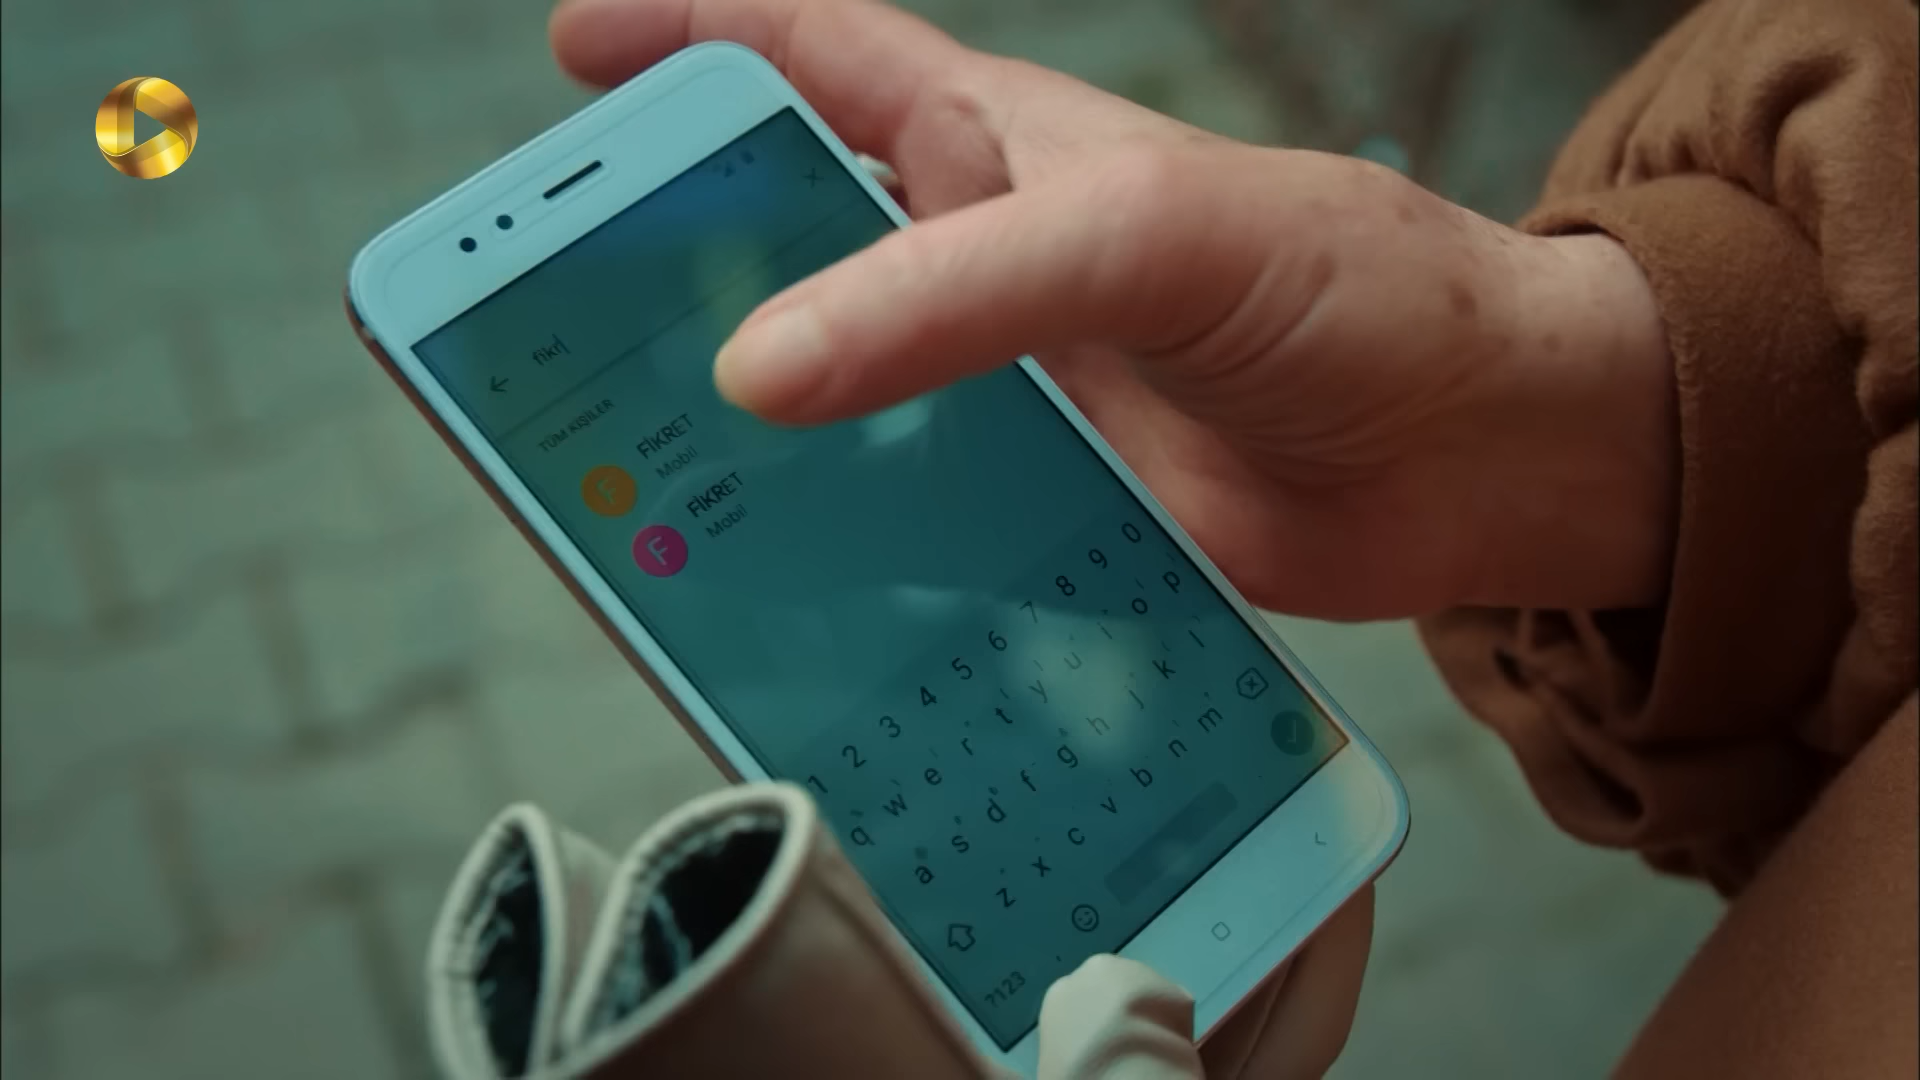 fikr
TÜM KİŞİLER
FİKRET
Mobil
FİKRET
Mobil
F
F
1 2 3 4 5 6 7 8 9 0
q w e r t y u i o p
a s d f g h j k l
z x c v b n m
?123 ,